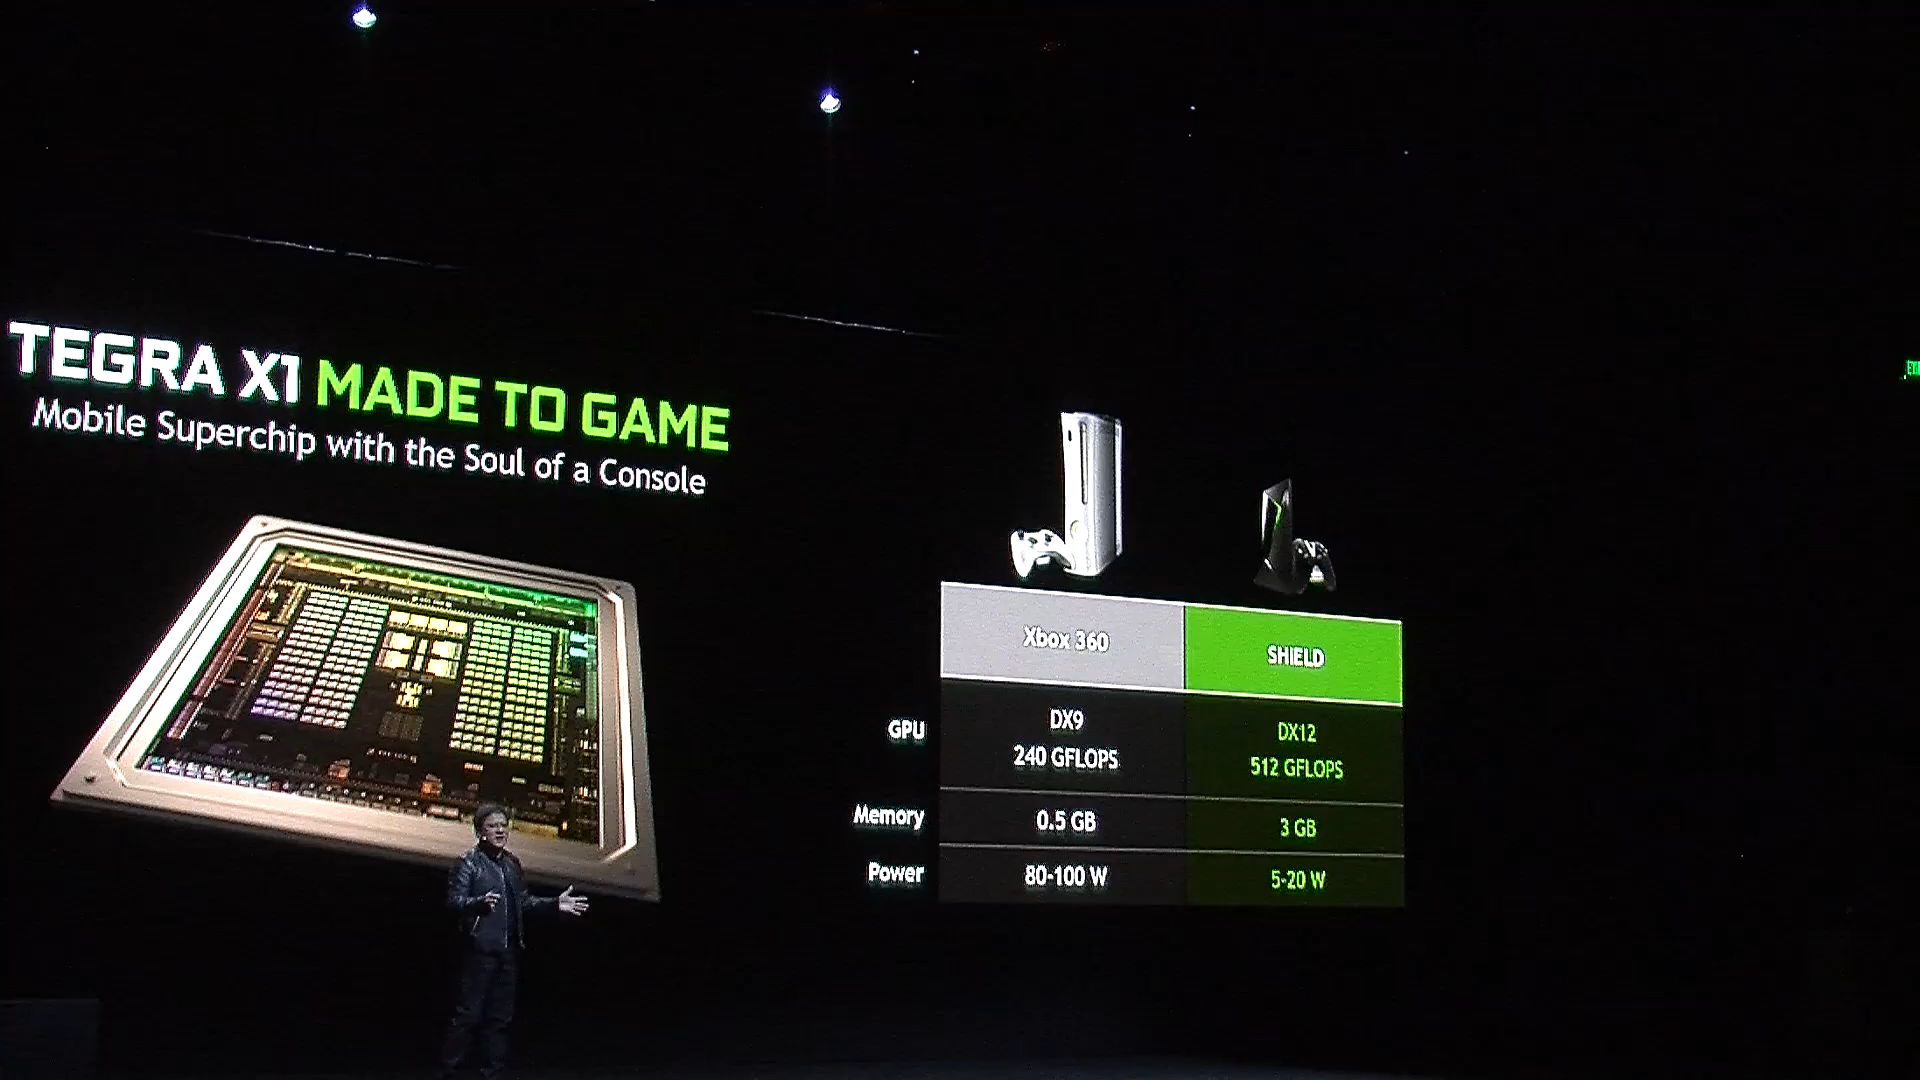 TEGRA X1 MADE TO GAME
Mobile Superchip with the Soul of a Console
Xbox 360 SHIELD
GPU DX9 DX12
240 GFLOPS 512 GFLOPS
Memory 0.5 GB 3 GB
Power 80-100 W 5-20 W